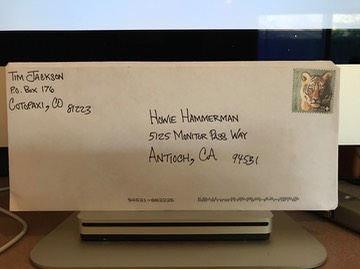 Tim Jackson
P.O. Box 176
Cotopaxi, CO 81223
Howie Hammerman
5125 Monitor Pass Way
Antioch, CA 94531